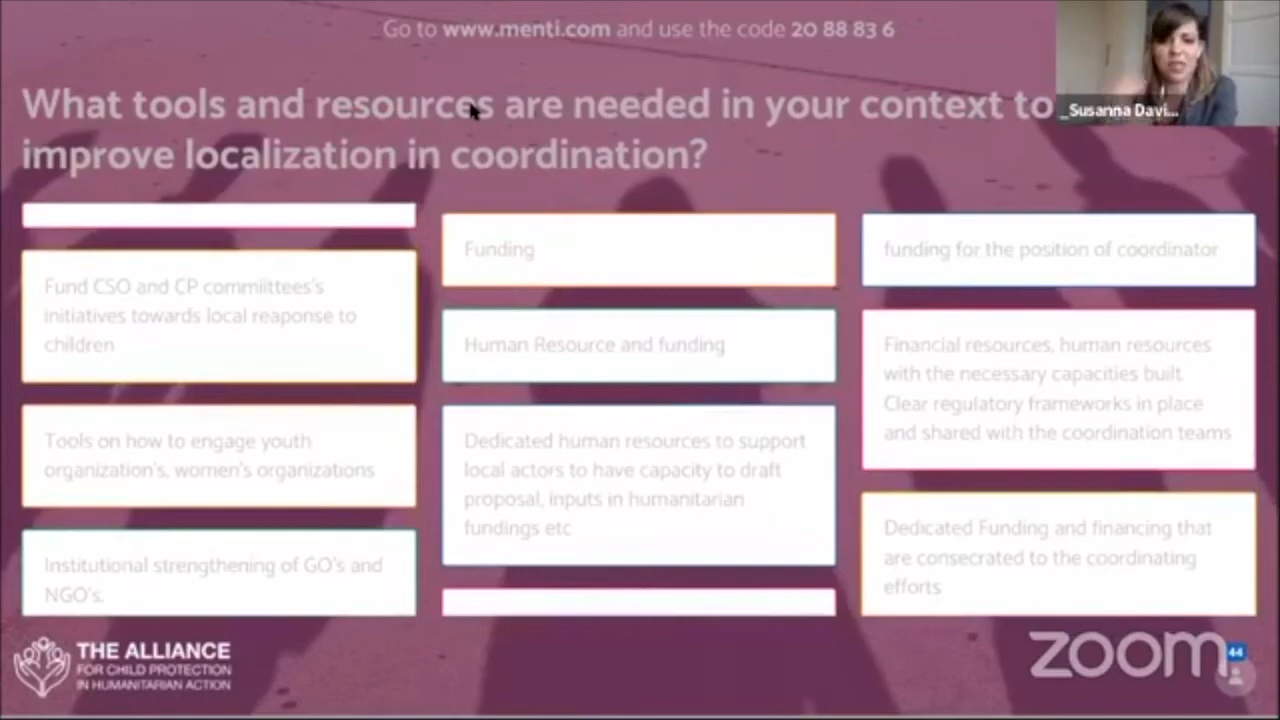 Go to www.menti.com and use the code 20 88 83 6
What tools and resources are needed in your context to
improve localization in coordination?
_Susanna Davi...
Fund CSO and CP commiittees's
initiatives towards local reaponse to
children
Tools on how to engage youth
organization's, women's organizations
Institutional strengthening of GO's and
NGO's.
Funding
Human Resource and funding
Dedicated human resources to support
local actors to have capacity to draft
proposal, inputs in humanitarian
fundings etc
funding for the position of coordinator
Financial resources, human resources
with the necessary capacities built
Clear regulatory frameworks in place
and shared with the coordination teams
Dedicated Funding and financing that
are consecrated to the coordinating
efforts
THE ALLIANCE
FOR CHILD PROTECTION
IN HUMANITARIAN ACTION
zoom
44